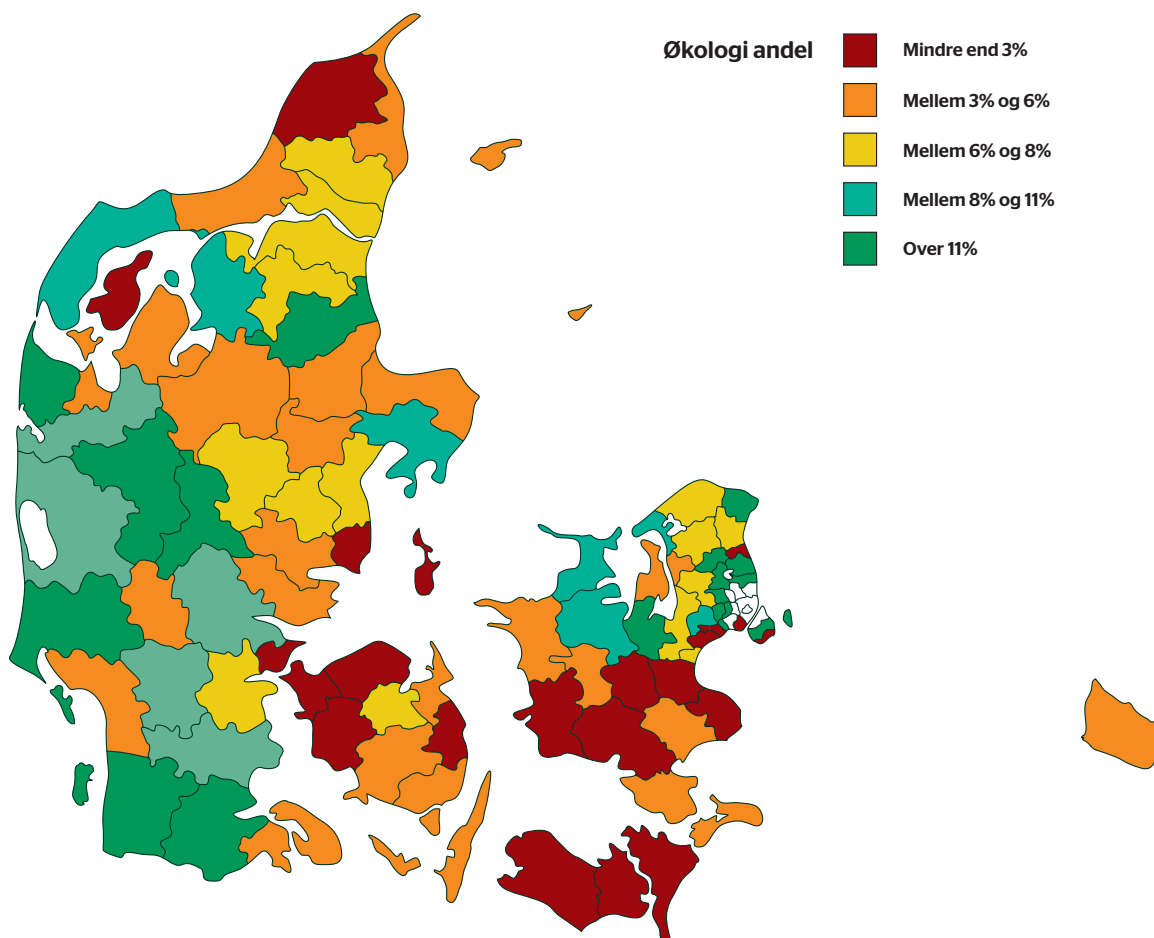 Økologi andel
Mindre end 3%
Mellem 3% og 6%
Mellem 6% og 8%
Mellem 8% og 11%
Over 11%